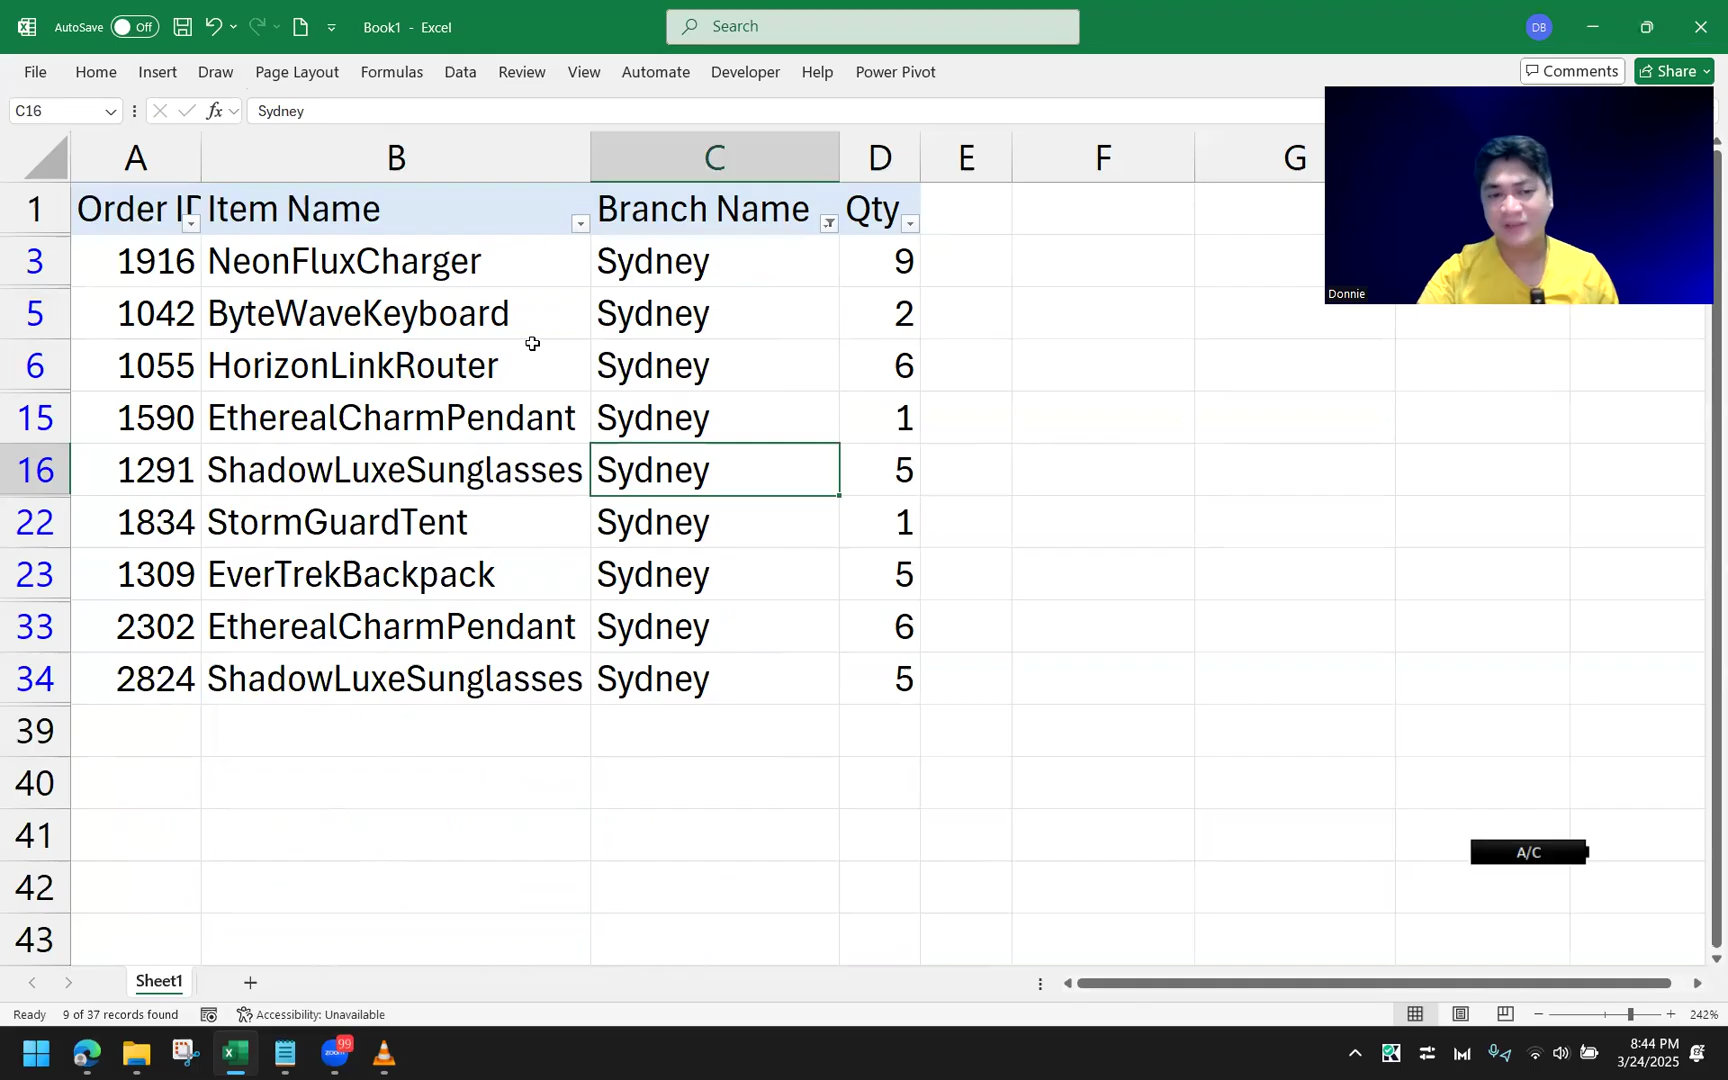 AutoSave Off Book1 - Excel Search DB
File Home Insert Draw Page Layout Formulas Data Review View Automate Developer Help Power Pivot Comments Share
C16 fx Sydney
A B C D E F G
1 Order ID Item Name Branch Name Qty
3 1916 NeonFluxCharger Sydney 9
5 1042 ByteWaveKeyboard Sydney 2
6 1055 HorizonLinkRouter Sydney 6
15 1590 EtherealCharmPendant Sydney 1
16 1291 ShadowLuxeSunglasses Sydney 5
22 1834 StormGuardTent Sydney 1
23 1309 EverTrekBackpack Sydney 5
33 2302 EtherealCharmPendant Sydney 6
34 2824 ShadowLuxeSunglasses Sydney 5
39
40
41
42
43
Donnie
A/C
Sheet1
Ready 9 of 37 records found Accessibility: Unavailable 242%
zoom 99
8:44 PM
3/24/2025